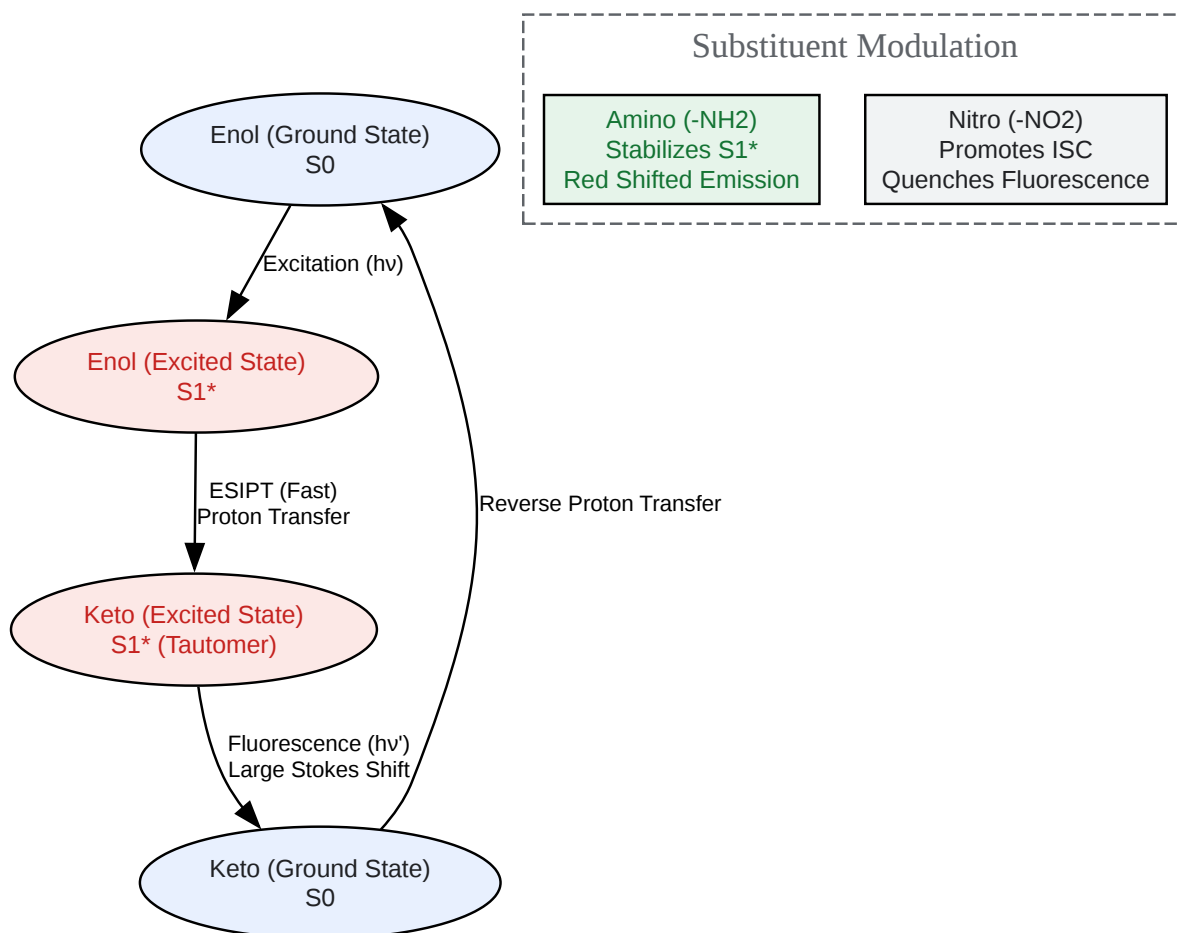 Substituent Modulation
Amino (-NH2)
Stabilizes S1*
Red Shifted Emission
Nitro (-NO2)
Promotes ISC
Quenches Fluorescence
Enol (Ground State)
S0
Excitation (hν)
Enol (Excited State)
S1*
ESIPT (Fast)
Proton Transfer
Reverse Proton Transfer
Keto (Excited State)
S1* (Tautomer)
Fluorescence (hν')
Large Stokes Shift
Keto (Ground State)
S0